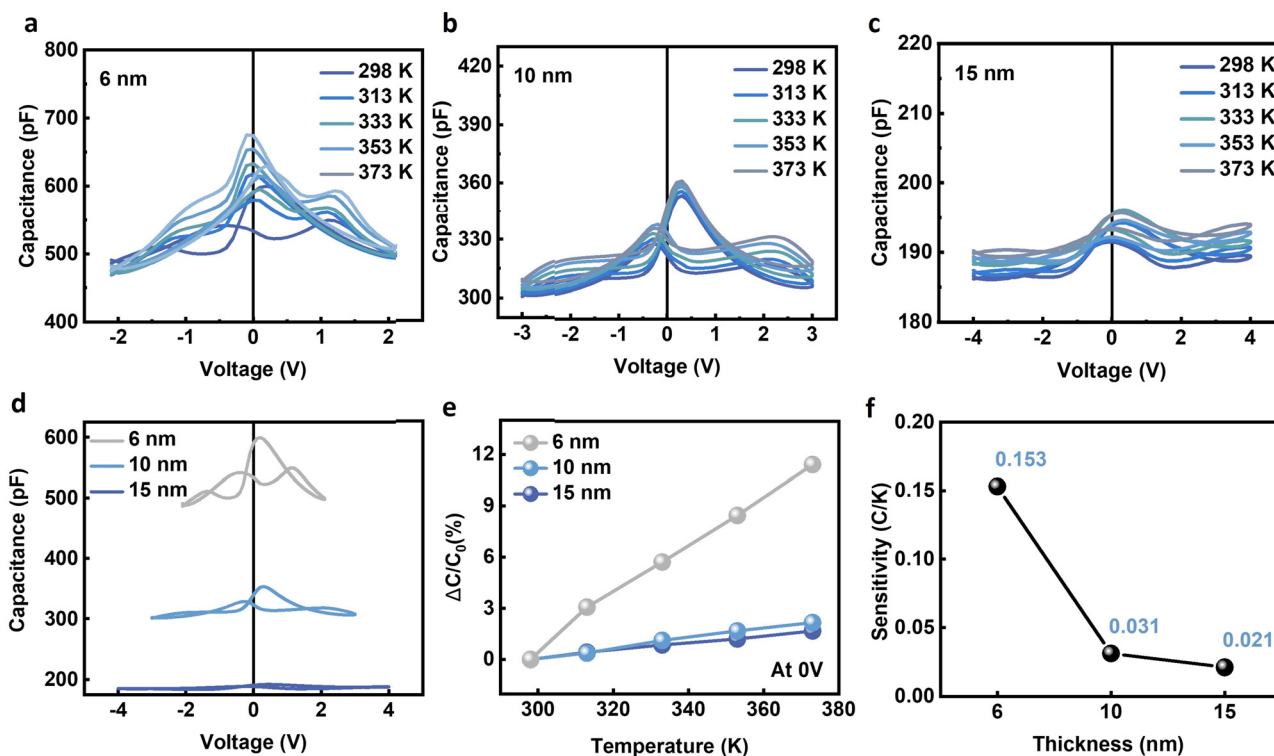 a
800
700
600
500
400
Capacitance (pF)
6 nm
298 K
313 K
333 K
353 K
373 K
-2 -1 0 1 2
Voltage (V)
b
420
390
360
330
300
Capacitance (pF)
10 nm
298 K
313 K
333 K
353 K
373 K
-3 -2 -1 0 1 2 3
Voltage (V)
c
220
210
200
190
180
Capacitance (pF)
15 nm
298 K
313 K
333 K
353 K
373 K
-4 -2 0 2 4
Voltage (V)
d
600
500
400
300
200
Capacitance (pF)
6 nm
10 nm
15 nm
-4 -2 0 2 4
Voltage (V)
e
12
9
6
3
0
ΔC/C₀(%)
6 nm
10 nm
15 nm
At 0V
300 320 340 360 380
Temperature (K)
f
0.20
0.15
0.10
0.05
0.00
Sensitivity (C/K)
0.153
0.031
0.021
6 10 15
Thickness (nm)